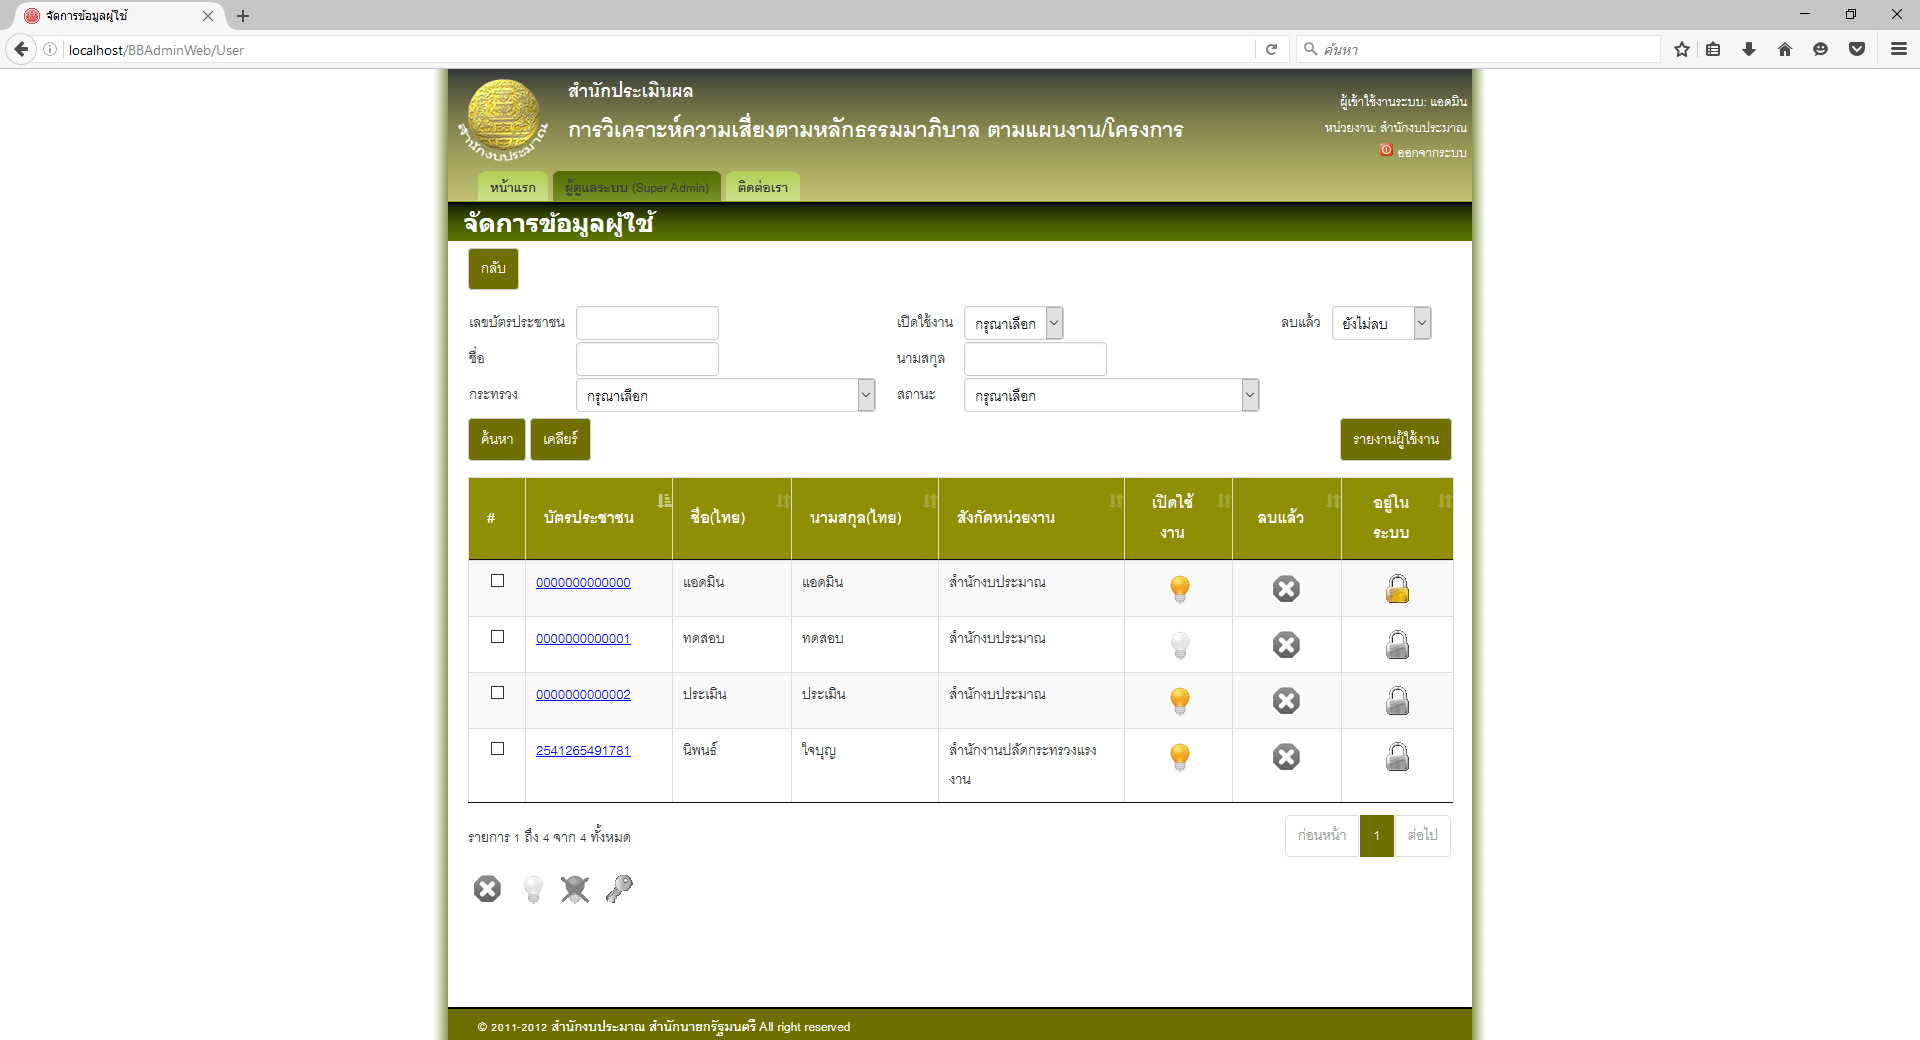 จัดการข้อมูลผู้ใช้
localhost/BBAdminWeb/User
ค้นหา
สำนักงบประมาณ
สำนักประเมินผล
การวิเคราะห์ความเสี่ยงตามหลักธรรมมาภิบาล ตามแผนงาน/โครงการ
ผู้เข้าใช้งานระบบ: แอดมิน
หน่วยงาน: สำนักงบประมาณ
ออกจากระบบ
หน้าแรก ผู้ดูแลระบบ (Super Admin) ติดต่อเรา
จัดการข้อมูลผู้ใช้
กลับ
เลขบัตรประชาชน เปิดใช้งาน กรุณาเลือก ลบแล้ว ยังไม่ลบ
ชื่อ นามสกุล
กระทรวง กรุณาเลือก สถานะ กรุณาเลือก
ค้นหา เคลียร์ รายงานผู้ใช้งาน
# บัตรประชาชน ชื่อ(ไทย) นามสกุล(ไทย) สังกัดหน่วยงาน เปิดใช้งาน ลบแล้ว อยู่ในระบบ
0000000000000 แอดมิน แอดมิน สำนักงบประมาณ
0000000000001 ทดสอบ ทดสอบ สำนักงบประมาณ
0000000000002 ประเมิน ประเมิน สำนักงบประมาณ
2541265491781 นิพนธ์ ใจบุญ สำนักงานปลัดกระทรวงแรง
งาน
รายการ 1 ถึง 4 จาก 4 ทั้งหมด
ก่อนหน้า 1 ต่อไป
© 2011-2012 สำนักงบประมาณ สำนักนายกรัฐมนตรี All right reserved